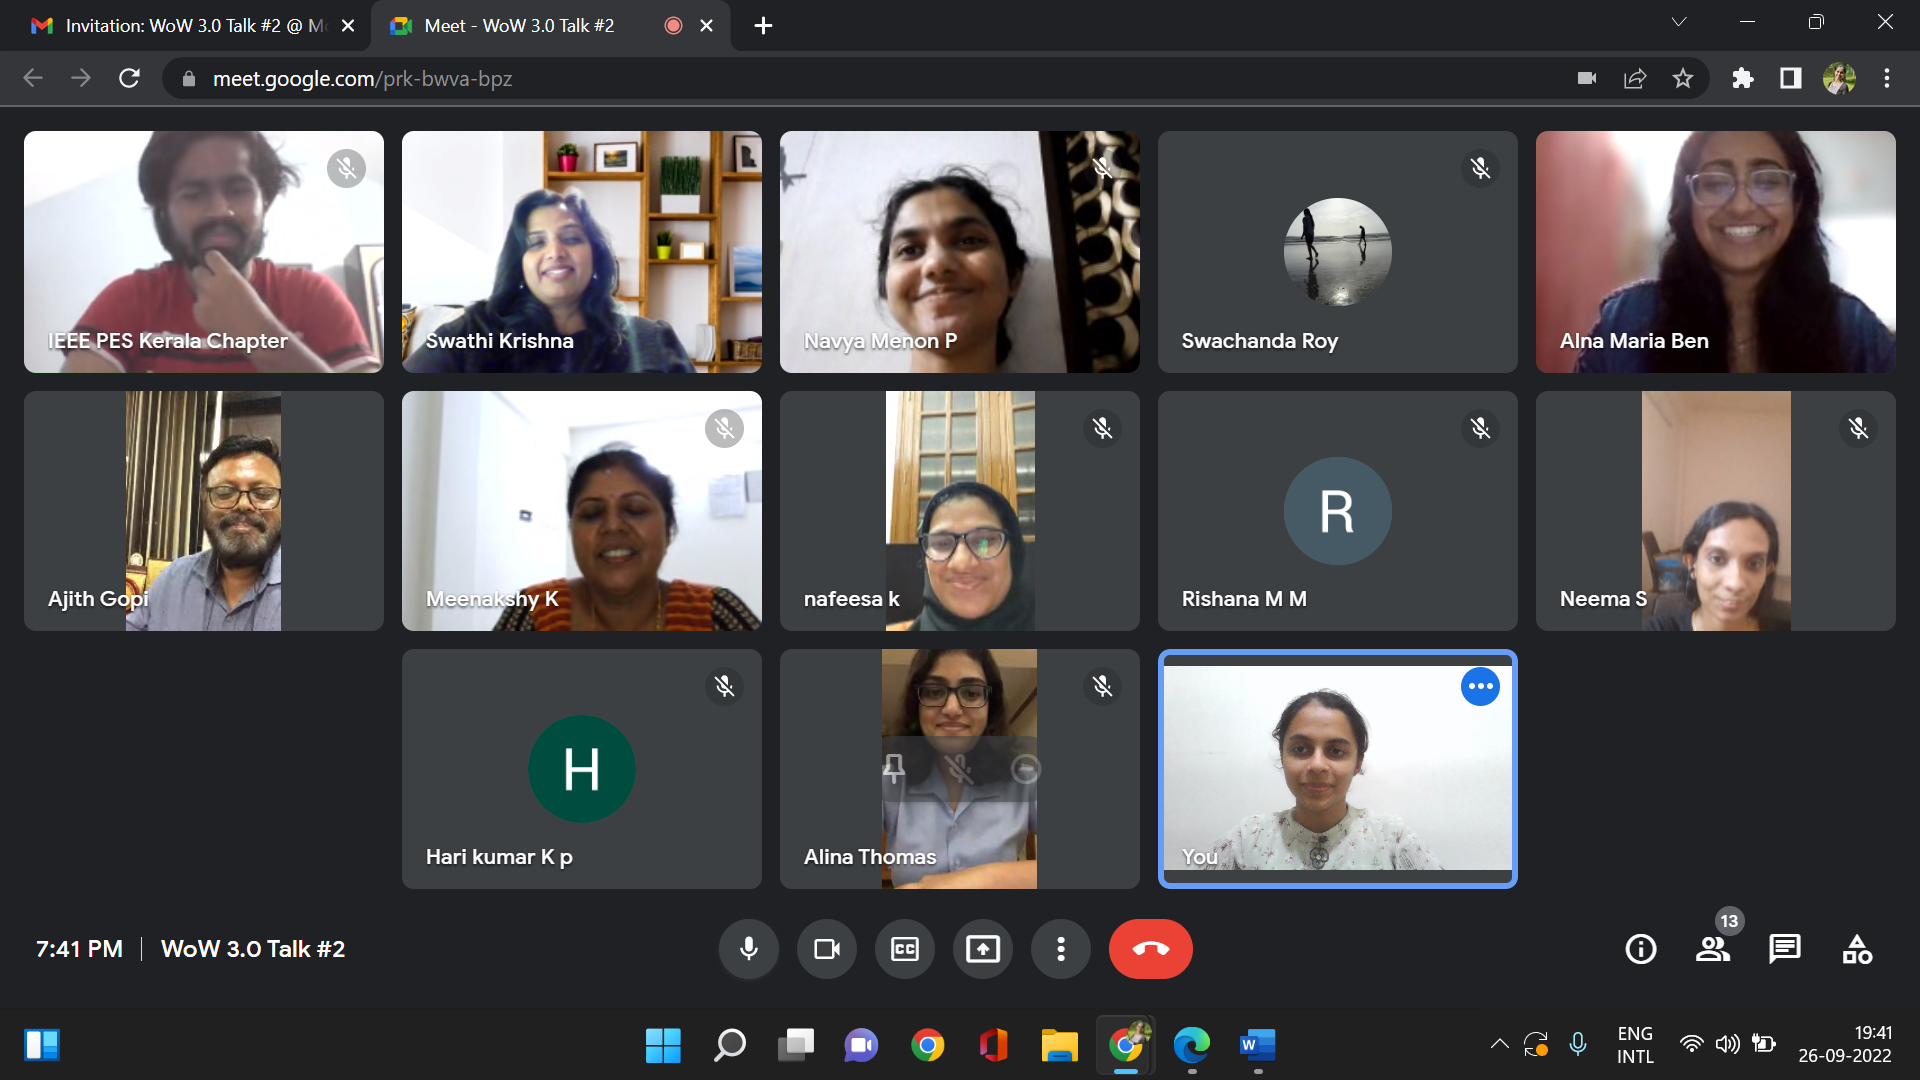 Invitation: WoW 3.0 Talk #2 @ Mo
Meet - WoW 3.0 Talk #2
meet.google.com/prk-bwva-bpz
IEEE PES Kerala Chapter
Swathi Krishna
Navya Menon P
Swachanda Roy
Alna Maria Ben
Ajith Gopi
Meenakshy K
nafeesa k
R
Rishana M M
Neema S
H
Hari kumar K p
Alina Thomas
You
7:41 PM | WoW 3.0 Talk #2
CC
13
W
ENG
INTL
19:41
26-09-2022